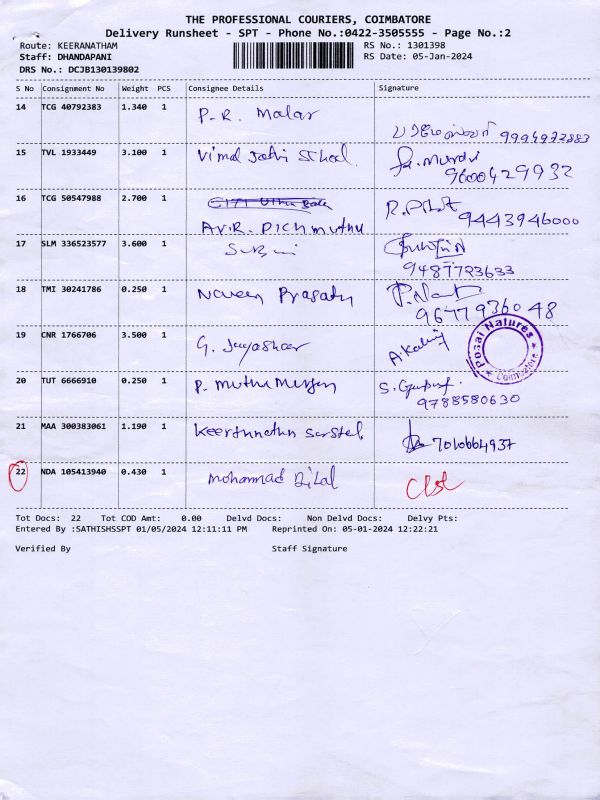 THE PROFESSIONAL COURIERS, COIMBATORE
Delivery Runsheet - SPT - Phone No.:0422-3505555 - Page No.:2
Route: KEERANATHAM RS No.: 1301398
Staff: DHANDAPANI RS Date: 05-Jan-2024
DRS No.: DCJB130139802
S No Consignment No Weight PCS Consignee Details Signature
14 TCG 40792383 1.340 1 P.R. Malar
9994972883
15 TVL 1933449 3.100 1 Vimal Jothi School
9600429932
16 TCG 50547988 2.700 1
9443946000
AV.R. PICHMUTHU
17 SLM 336523577 3.600 1
9487723633
18 TMI 30241786 0.250 1 Naveen Prasath
9677936048
19 CNR 1766706 3.500 1 G. Jayashar A. Kaliraj
Posai Natures
Coimbatore
20 TUT 6666910 0.250 1 P. Muthu Murgan
9788580630
21 MAA 300383061 1.190 1 7010664937
22 NDA 105413940 0.430 1 Mohammad Bilal
Tot Docs: 22 Tot COD Amt: 0.00 Delvd Docs: Non Delvd Docs: Delvy Pts:
Entered By :SATHISHSSPT 01/05/2024 12:11:11 PM Reprinted On : 05-01-2024 12:22:21
Verified By Staff Signature